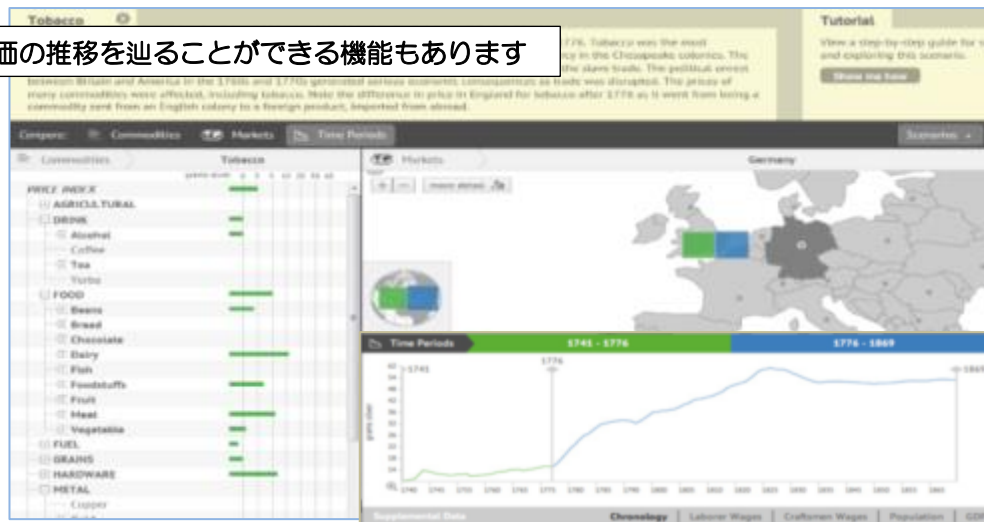 Tobacco
価の推移を辿ることができる機能もあります
1776. Tobacco was the most
in the Chesapeake colonies. The
the slave trade. The political unrest
between Britain and America in the 1760s and 1770s generated serious economic consequences as trade was disrupted. The prices of
many commodities were affected, including tobacco. Note the difference in price in England for tobacco after 1776 as it went from being a
commodity sent from an English colony to a foreign product, imported from abroad.
Tutorial
View a step-by-step guide for
and exploring this scenario.
Show me how
Compare: Commodities Markets Time Periods Scenarios
Commodities Tobacco
PRICE INDEX
AGRICULTURAL
DRINK
Alcohol
Coffee
Tea
FOOD
Beans
Bread
Chocolate
Dairy
Fish
Foodstuffs
Fruit
Meat
Vegetable
FUEL
GRAINS
HARDWARE
METAL
Copper
Markets Germany
more detail
Time Periods 1741 - 1776 1776 - 1869
1741 1776 1869
Supplemental Data Chronology Laborer Wages Craftsmen Wages Population GDP